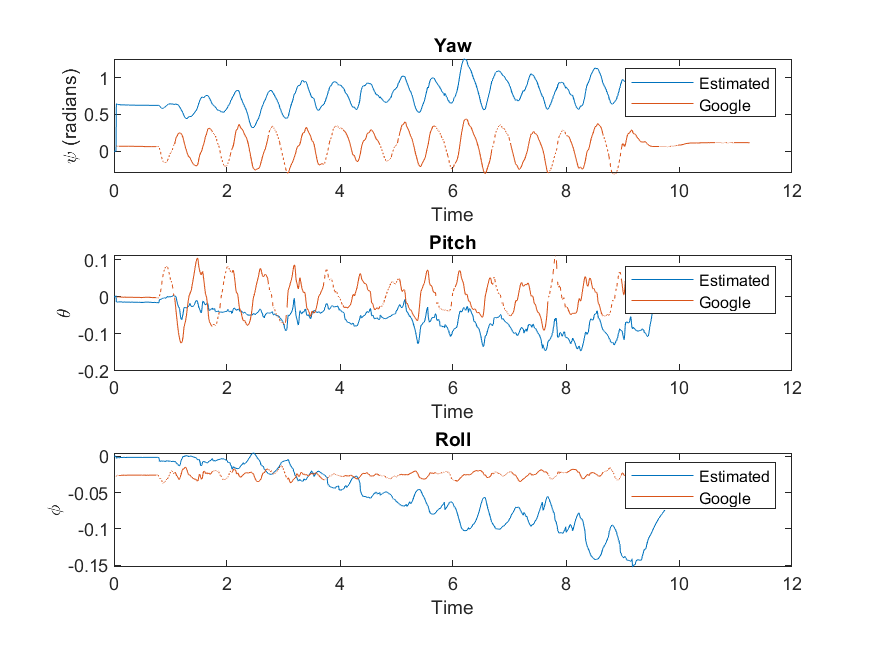 Yaw
1
0.5
0
ψ (radians)
Estimated
Google
0 2 4 6 8 10 12
Time
Pitch
0.1
0
-0.1
-0.2
θ
Estimated
Google
0 2 4 6 8 10 12
Time
Roll
0
-0.05
-0.1
-0.15
ϕ
Estimated
Google
0 2 4 6 8 10 12
Time